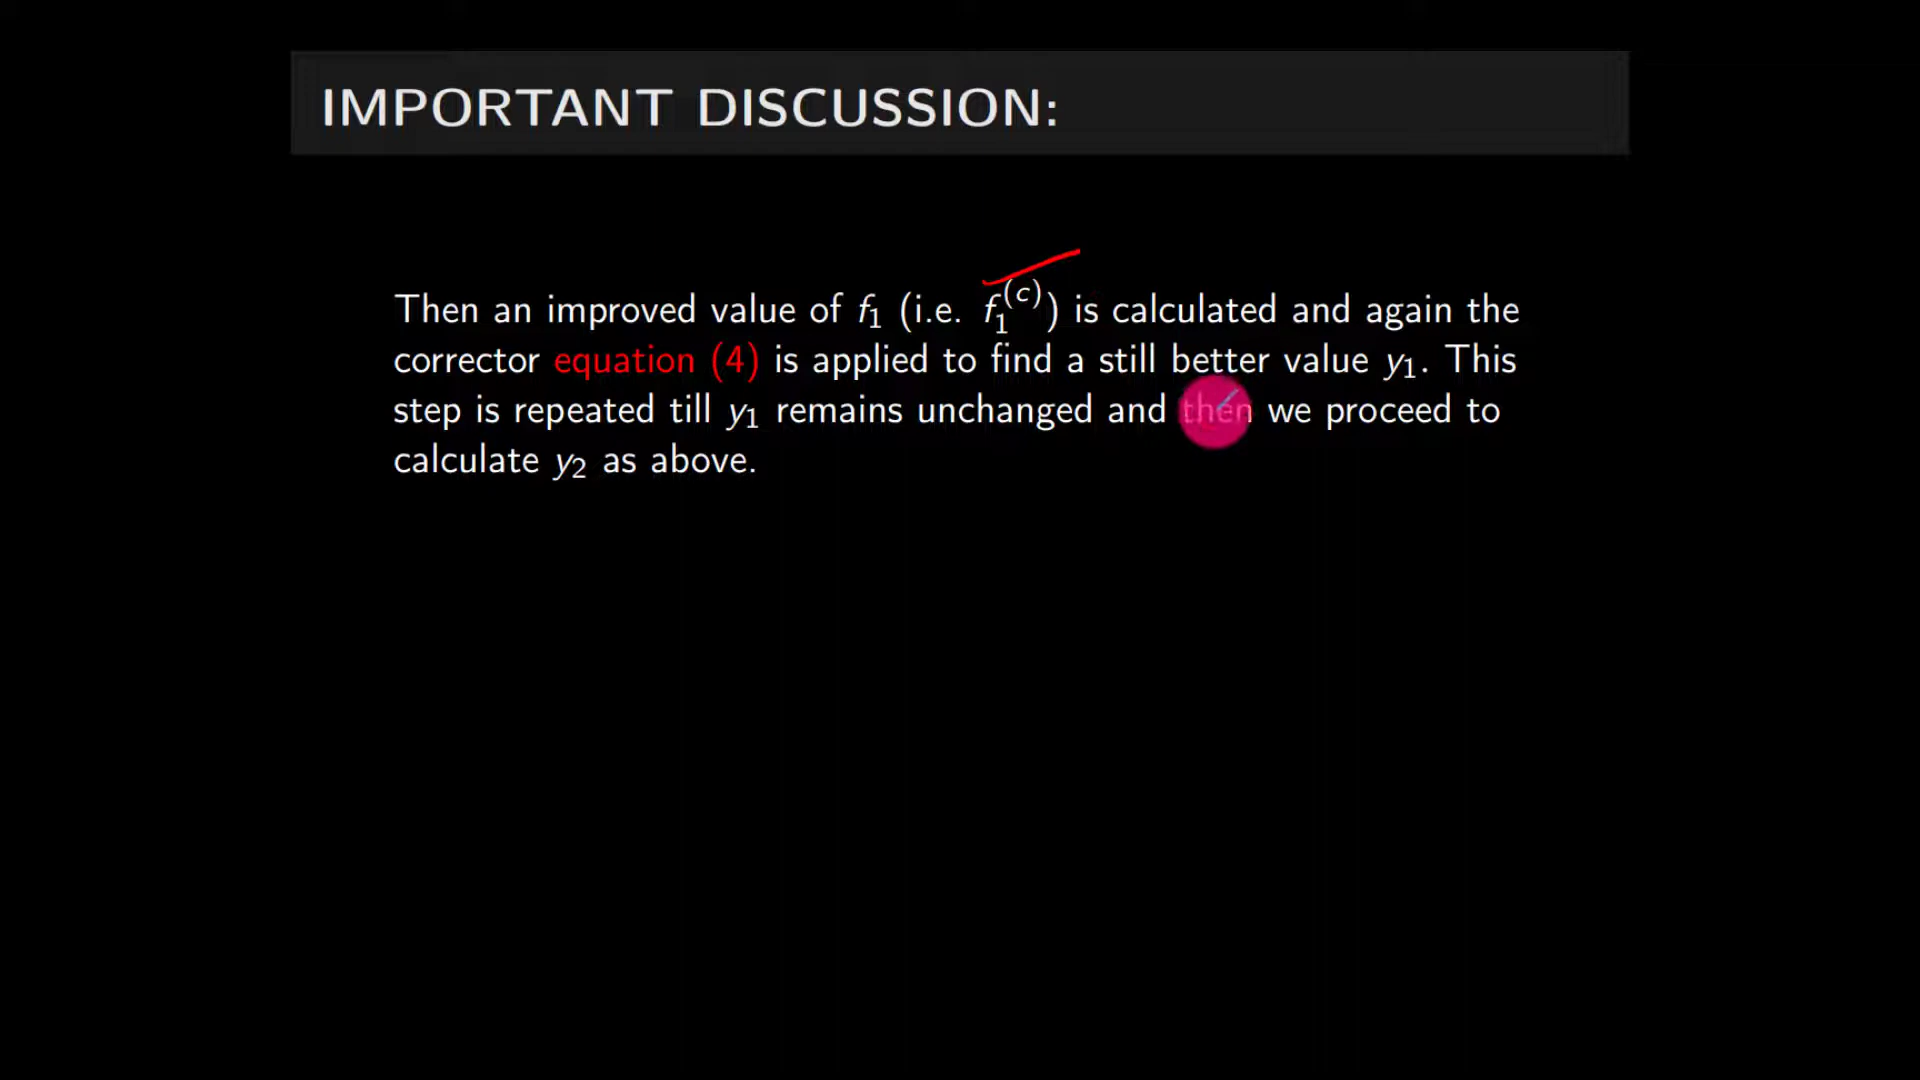 IMPORTANT DISCUSSION:
Then an improved value of f₁ (i.e. f₁⁽ᶜ⁾) is calculated and again the
corrector equation (4) is applied to find a still better value y₁. This
step is repeated till y₁ remains unchanged and then we proceed to
calculate y₂ as above.